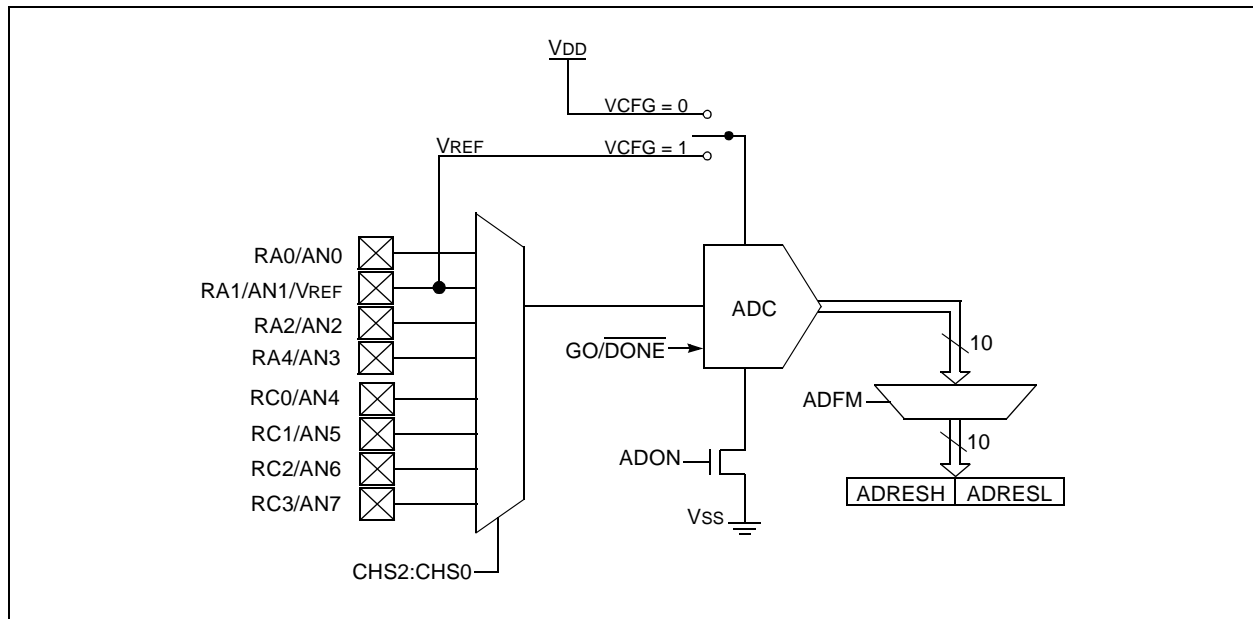 VDD
VCFG = 0
VREF
VCFG = 1
RA0/AN0
RA1/AN1/VREF
RA2/AN2
RA4/AN3
RC0/AN4
RC1/AN5
RC2/AN6
RC3/AN7
CHS2:CHS0
ADC
GO/DONE
10
ADFM
10
ADON
ADRESH ADRESL
VSS